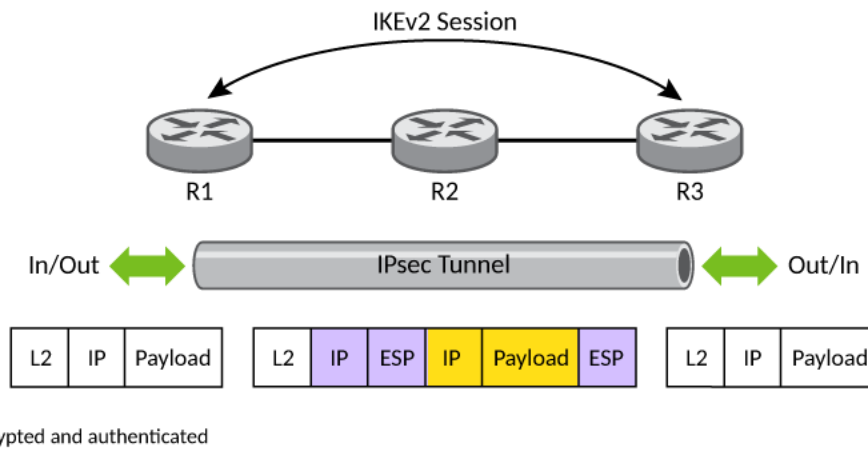 IKEv2 Session
R1 R2 R3
In/Out IPsec Tunnel Out/In
L2 IP Payload L2 IP ESP IP Payload ESP L2 IP Payload
ypted and authenticated